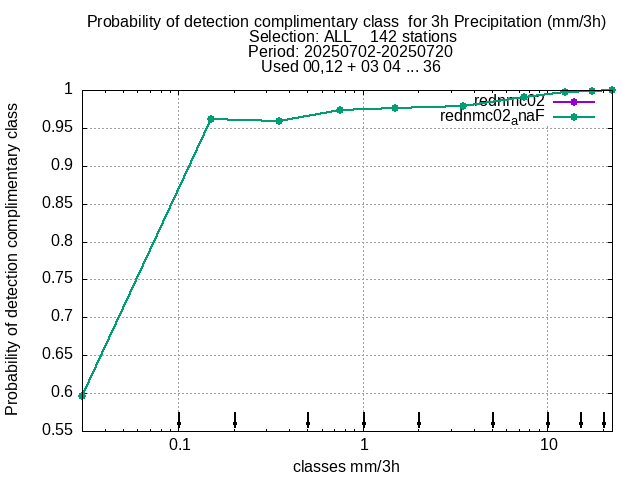 Probability of detection complimentary class  for 3h Precipitation (mm/3h)
Selection: ALL    142 stations
Period: 20250702-20250720
Used 00,12 + 03 04 ... 36
Probability of detection complimentary class
1
0.95
0.9
0.85
0.8
0.75
0.7
0.65
0.6
0.55
rednmc02
rednmc02anaF
0.1
1
10
classes mm/3h